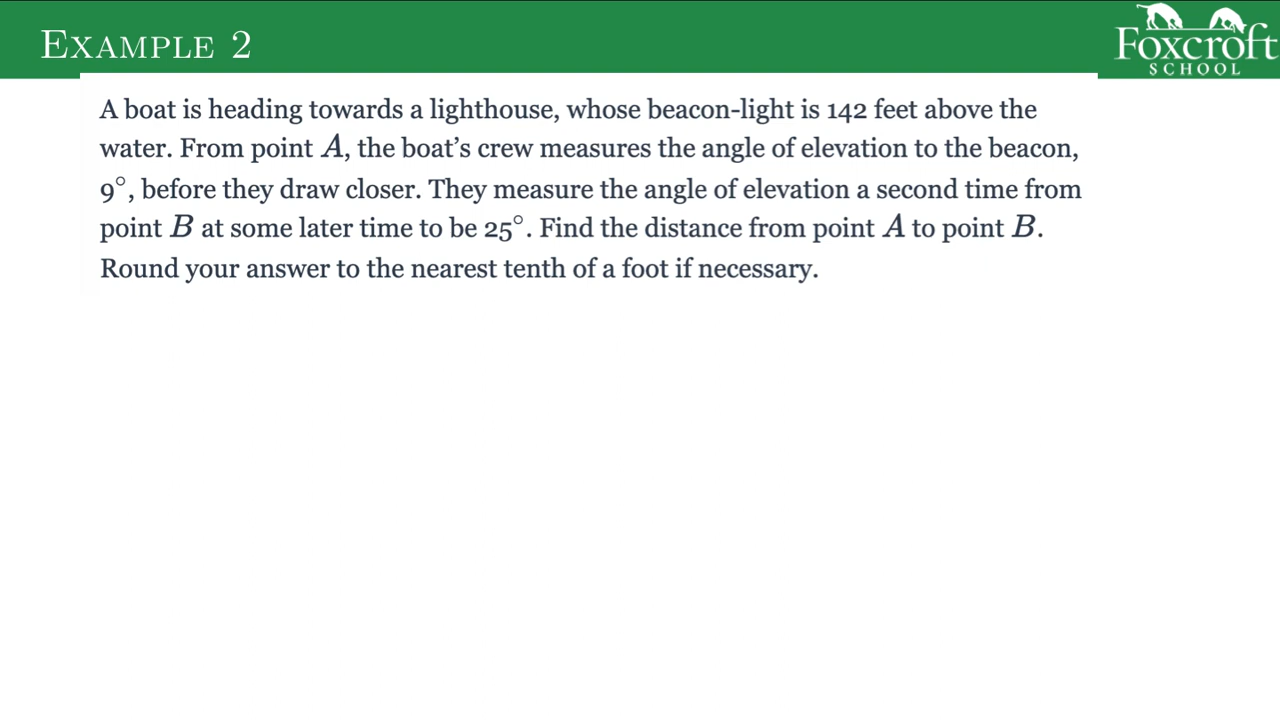 Example 2
Foxcroft
SCHOOL
A boat is heading towards a lighthouse, whose beacon-light is 142 feet above the
water. From point A, the boat’s crew measures the angle of elevation to the beacon,
9°, before they draw closer. They measure the angle of elevation a second time from
point B at some later time to be 25°. Find the distance from point A to point B.
Round your answer to the nearest tenth of a foot if necessary.